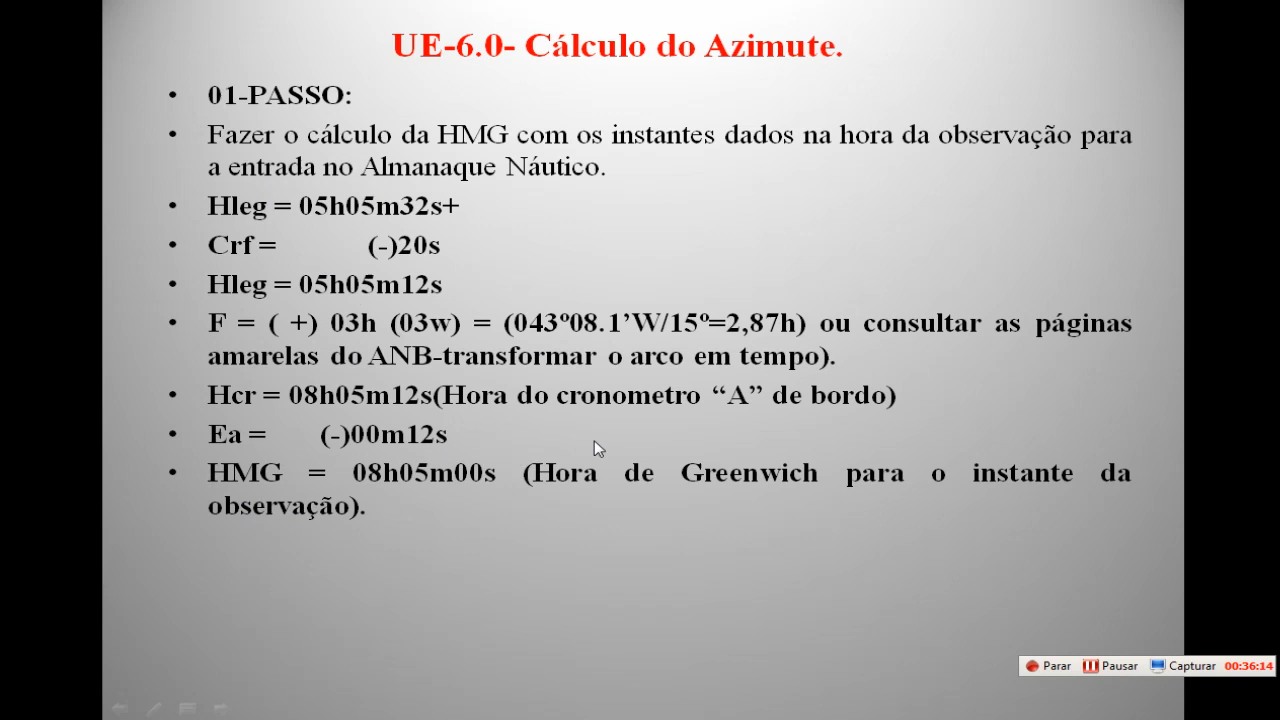 UE-6.0- Cálculo do Azimute.
• 01-PASSO:
• Fazer o cálculo da HMG com os instantes dados na hora da observação para
a entrada no Almanaque Náutico.
• Hleg = 05h05m32s+
• Crf = (-)20s
• Hleg = 05h05m12s
• F = ( +) 03h (03w) = (043º08.1’W/15º=2,87h) ou consultar as páginas
amarelas do ANB-transformar o arco em tempo).
• Hcr = 08h05m12s(Hora do cronometro “A” de bordo)
• Ea = (-)00m12s
• HMG = 08h05m00s (Hora de Greenwich para o instante da
observação).
Parar Pausar Capturar 00:36:14